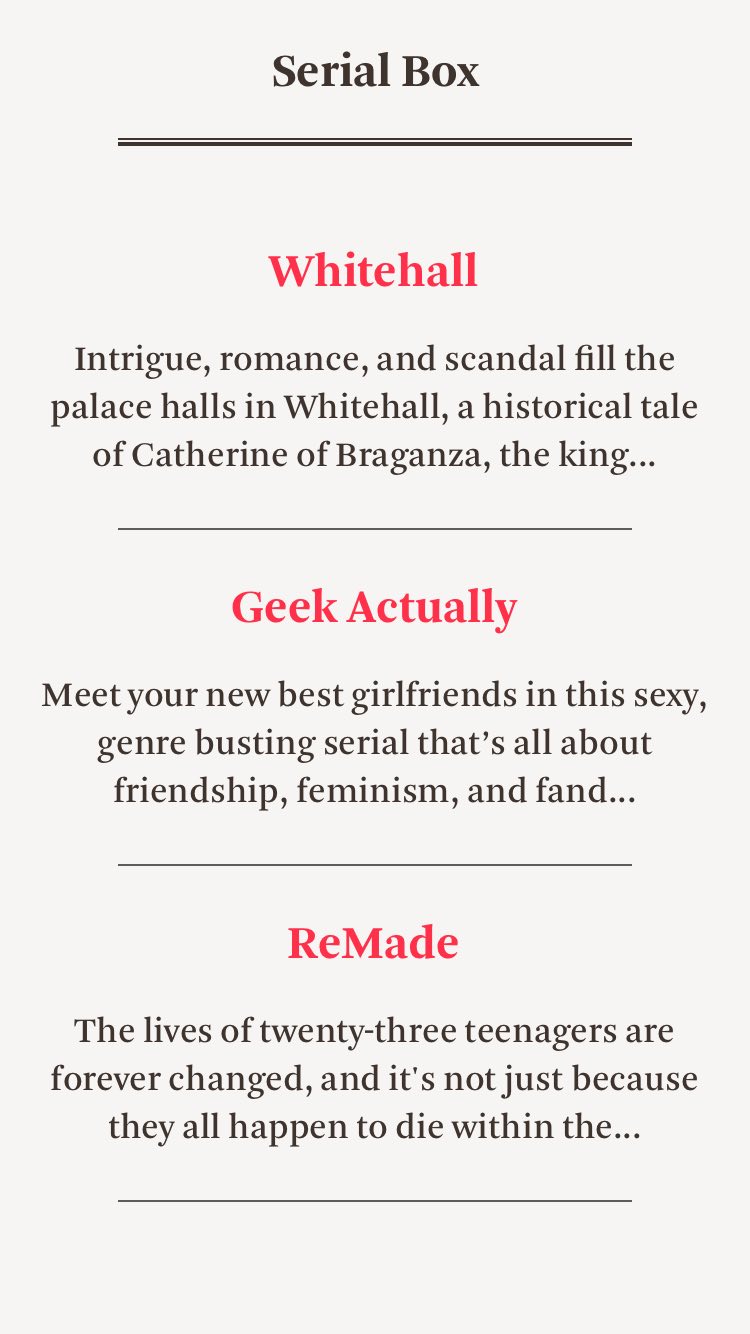 Serial Box
Whitehall
Intrigue, romance, and scandal fill the
palace halls in Whitehall, a historical tale
of Catherine of Braganza, the king...
Geek Actually
Meet your new best girlfriends in this sexy,
genre busting serial that’s all about
friendship, feminism, and fand...
ReMade
The lives of twenty-three teenagers are
forever changed, and it's not just because
they all happen to die within the...